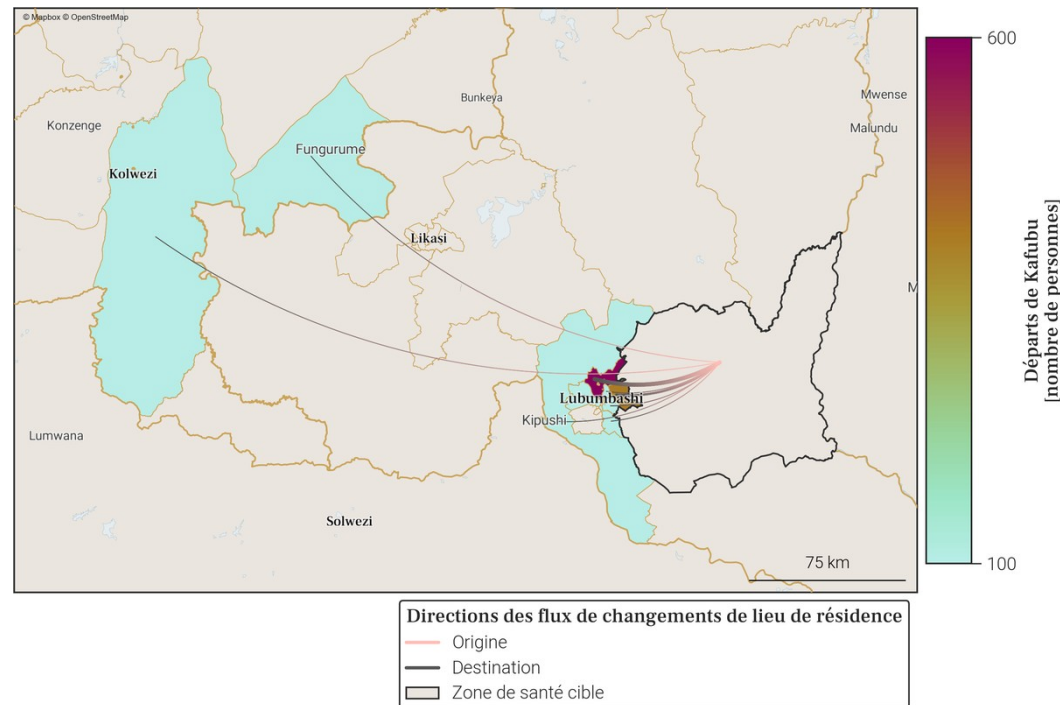 © Mapbox © OpenStreetMap
Konzenge
Kolwezi
Fungurume
Bunkeya
Mwense
Malundu
Likasi
M
Lubumbashi
Kipushi
Lumwana
Solwezi
75 km
600
100
Départs de Kafubu
[nombre de personnes]
Directions des flux de changements de lieu de résidence
Origine
Destination
Zone de santé cible